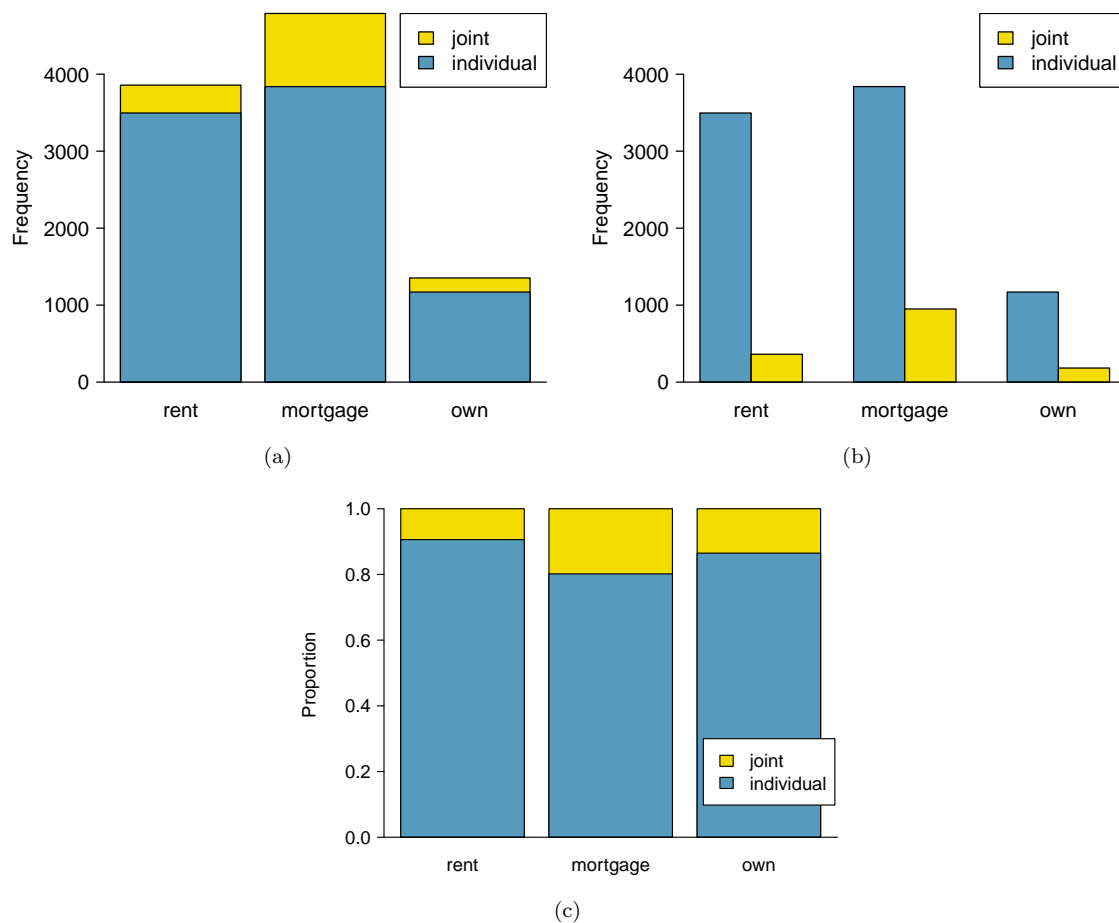 joint
individual
4000
3000
2000
1000
0
Frequency
rent mortgage own
(a)
joint
individual
4000
3000
2000
1000
0
Frequency
rent mortgage own
(b)
1.0
0.8
0.6
0.4
0.2
0.0
Proportion
joint
individual
rent mortgage own
(c)